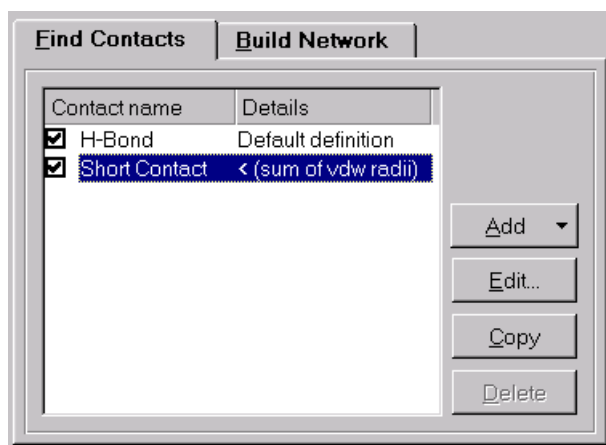 Find Contacts Build Network
Contact name Details
H-Bond Default definition
Short Contact < (sum of vdw radii)
Add
Edit...
Copy
Delete